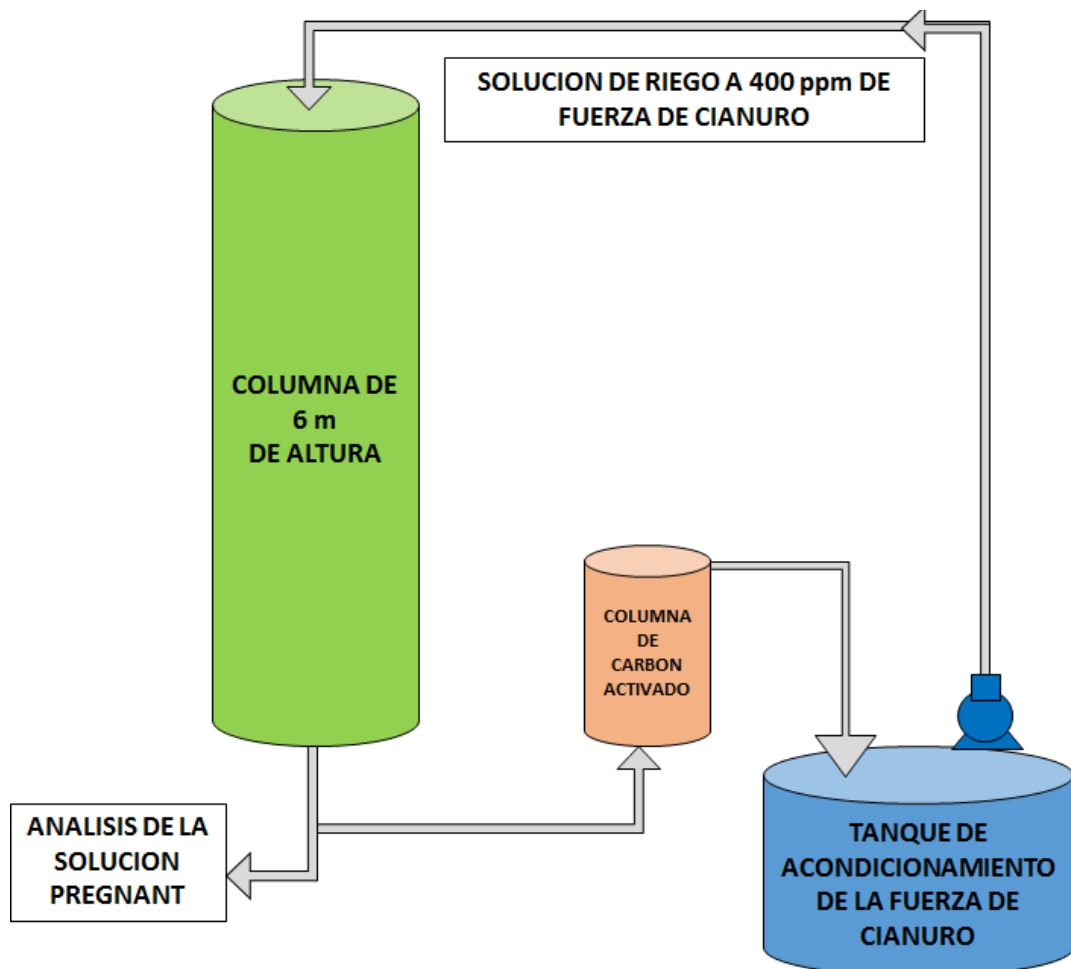 SOLUCION DE RIEGO A 400 ppm DE
FUERZA DE CIANURO
COLUMNA DE
6 m
DE ALTURA
COLUMNA
DE
CARBON
ACTIVADO
ANALISIS DE LA
SOLUCION
PREGNANT
TANQUE DE
ACONDICIONAMIENTO
DE LA FUERZA DE
CIANURO